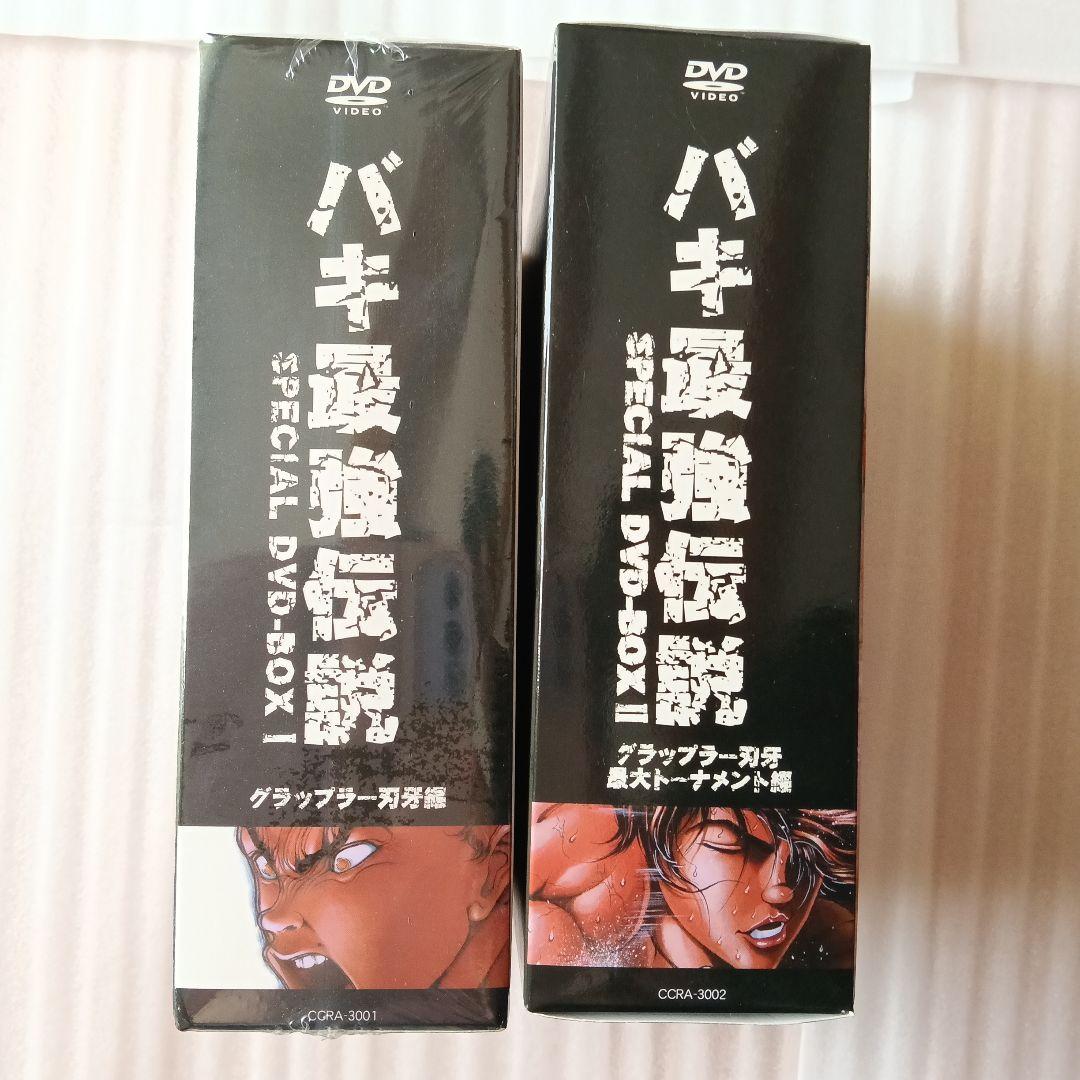 DVD
VIDEO
バキ最強伝説
SPECIAL DVD-BOX I
グラップラー刃牙編
CCRA-3001
DVD
VIDEO
バキ最強伝説
SPECIAL DVD-BOX II
グラップラー刃牙
最大トーナメント編
CCRA-3002